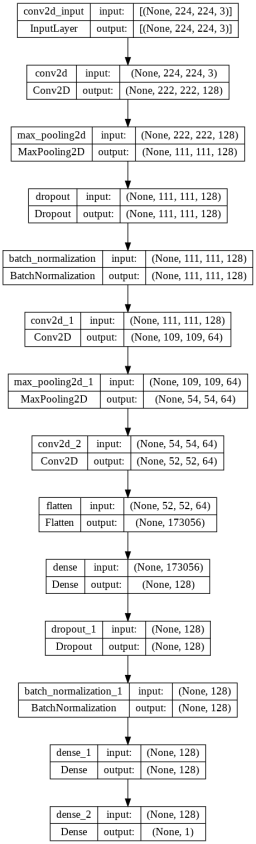 conv2d_input input: [(None, 224, 224, 3)]
InputLayer output: [(None, 224, 224, 3)]
conv2d input: (None, 224, 224, 3)
Conv2D output: (None, 222, 222, 128)
max_pooling2d input: (None, 222, 222, 128)
MaxPooling2D output: (None, 111, 111, 128)
dropout input: (None, 111, 111, 128)
Dropout output: (None, 111, 111, 128)
batch_normalization input: (None, 111, 111, 128)
BatchNormalization output: (None, 111, 111, 128)
conv2d_1 input: (None, 111, 111, 128)
Conv2D output: (None, 109, 109, 64)
max_pooling2d_1 input: (None, 109, 109, 64)
MaxPooling2D output: (None, 54, 54, 64)
conv2d_2 input: (None, 54, 54, 64)
Conv2D output: (None, 52, 52, 64)
flatten input: (None, 52, 52, 64)
Flatten output: (None, 173056)
dense input: (None, 173056)
Dense output: (None, 128)
dropout_1 input: (None, 128)
Dropout output: (None, 128)
batch_normalization_1 input: (None, 128)
BatchNormalization output: (None, 128)
dense_1 input: (None, 128)
Dense output: (None, 128)
dense_2 input: (None, 128)
Dense output: (None, 1)